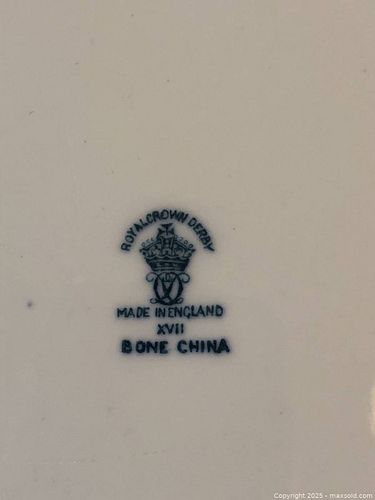 ROYAL CROWN DERBY
MADE IN ENGLAND
XVII
BONE CHINA
Copyright 2025 - maxsold.com